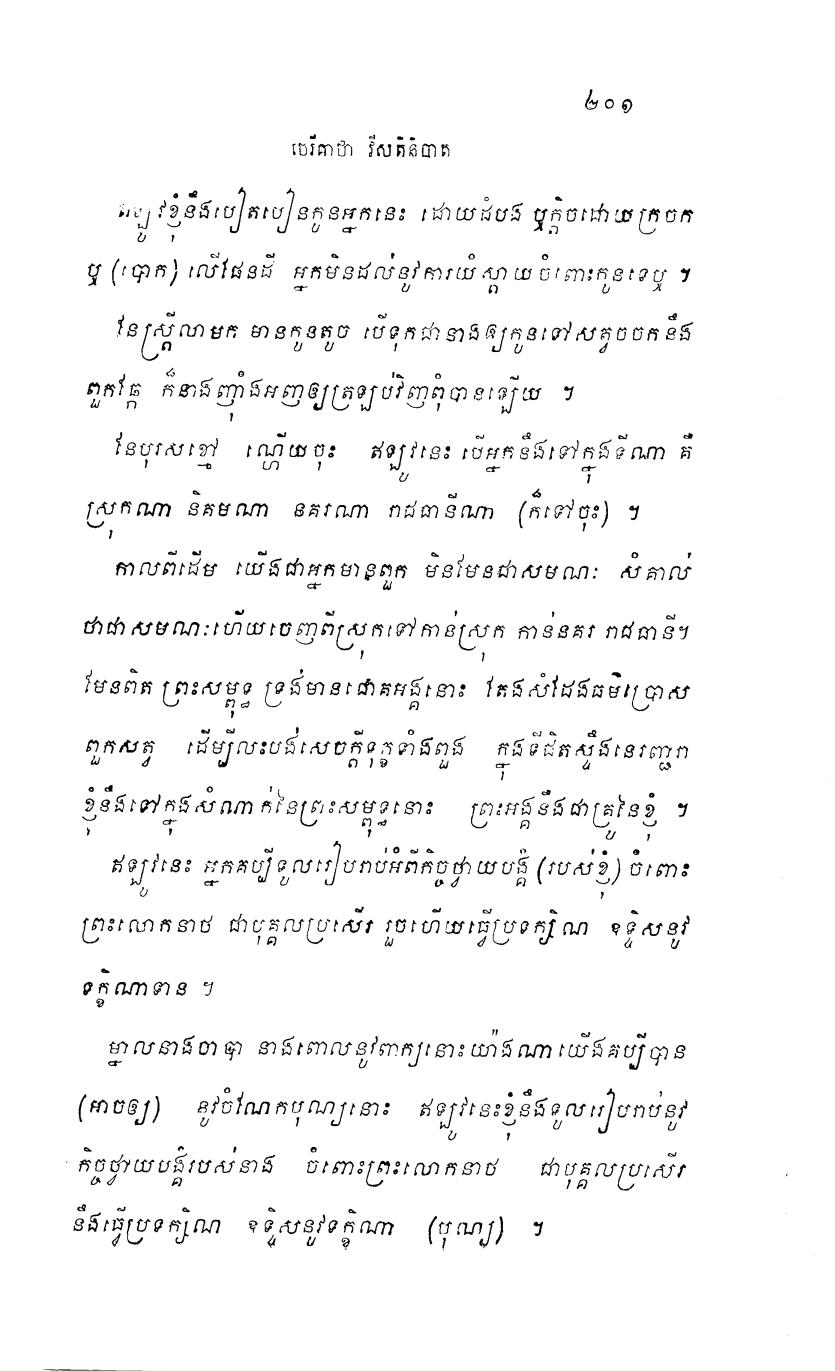 ២០១
ថេរីគាថា វីសតិនិបាត
ឥឡូវខ្ញុំនឹងបៀតបៀនកូនអ្នកនេះ ដោយដំបង ឬក្តិចដោយក្រចក
ឬ (បោក) លើផែនដី អ្នកមិនដល់នូវការយំស្តាយចំពោះកូនទេឬ ។
នែស្ត្រីលាមក មានកូនតូច បើទុកជានាងឲ្យកូនទៅសត្វចចកនឹង
ពួកឆ្កែ ក៏នាងញ៉ាំងអញឲ្យត្រឡប់វិញពុំបានឡើយ ។
នែបុរសខ្មៅ ណ្ហើយចុះ ឥឡូវនេះ បើអ្នកនឹងទៅក្នុងទីណា គឺ
ស្រុកណា និគមណា នគរណា រាជធានីណា (ក៏ទៅចុះ) ។
កាលពីដើម យើងជាអ្នកមានពួក មិនមែនជាសមណៈ សំគាល់
ថាជាសមណៈហើយចេញពីស្រុកទៅកាន់ស្រុក កាន់នគរ រាជធានី។
មែនពិត ព្រះសម្ពុទ្ធ ទ្រង់មានជោគអង្គនោះ តែងសំដែងធម៌ប្រោស
ពួកសត្វ ដើម្បីលះបង់សេចក្តីទុក្ខទាំងពួង ក្នុងទីជិតស្ទឹងនេរញ្ជរា
ខ្ញុំនឹងទៅក្នុងសំណាក់នៃព្រះសម្ពុទ្ធនោះ ព្រះអង្គនឹងជាគ្រូនៃខ្ញុំ ។
ឥឡូវនេះ អ្នកគប្បីទូលរៀបរាប់អំពីកិច្ចថ្វាយបង្គំ (របស់ខ្ញុំ) ចំពោះ
ព្រះលោកនាថ ជាបុគ្គលប្រសើរ រួចហើយធ្វើប្រទក្សិណ ឧទ្ទិសនូវ
ទក្ខិណាទាន ។
ម្នាលនាងចាបា នាងពោលនូវពាក្យនោះយ៉ាងណាយើងគប្បីបាន
(អាចឲ្យ) នូវចំណែកបុណ្យនោះ ឥឡូវនេះខ្ញុំនឹងទូលរៀបរាប់នូវ
កិច្ចថ្វាយបង្គំរបស់នាង ចំពោះព្រះលោកនាថ ជាបុគ្គលប្រសើរ
នឹងធ្វើប្រទក្សិណ ឧទ្ទិសនូវទក្ខិណា (បុណ្យ) ។